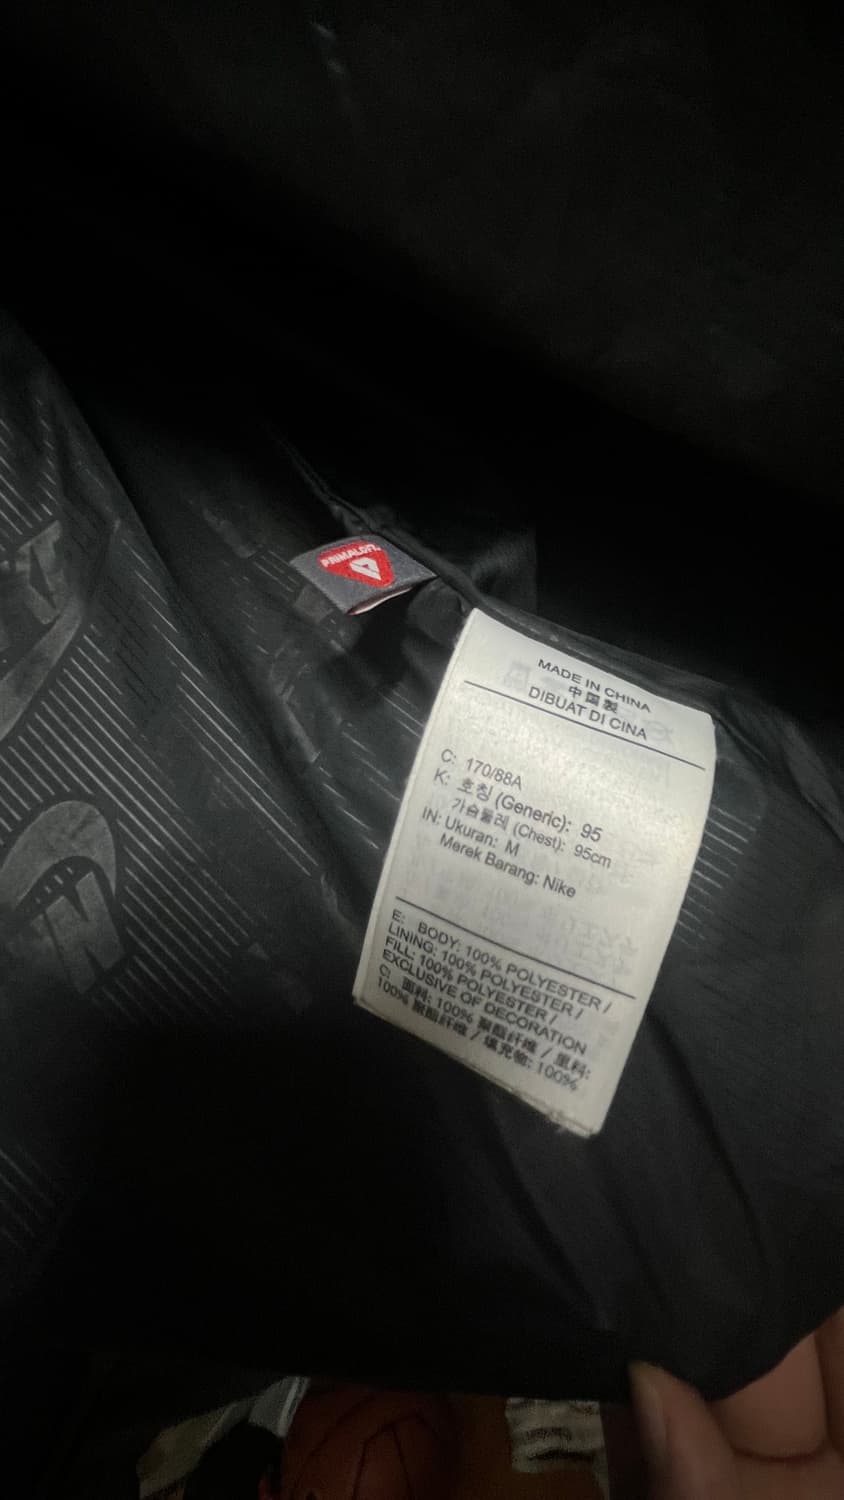 PRIMALOFT
MADE IN CHINA
中国製
DIBUAT DI CINA
C: 170/88A
K: 호칭 (Generic): 95
가슴둘레 (Chest): 95cm
IN: Ukuran: M
Merek Barang: Nike
E: BODY: 100% POLYESTER /
LINING: 100% POLYESTER /
FILL: 100% POLYESTER /
EXCLUSIVE OF DECORATION
C: 面料: 100% 聚酯纤维 / 里料:
100% 聚酯纤维 / 填充物: 100%